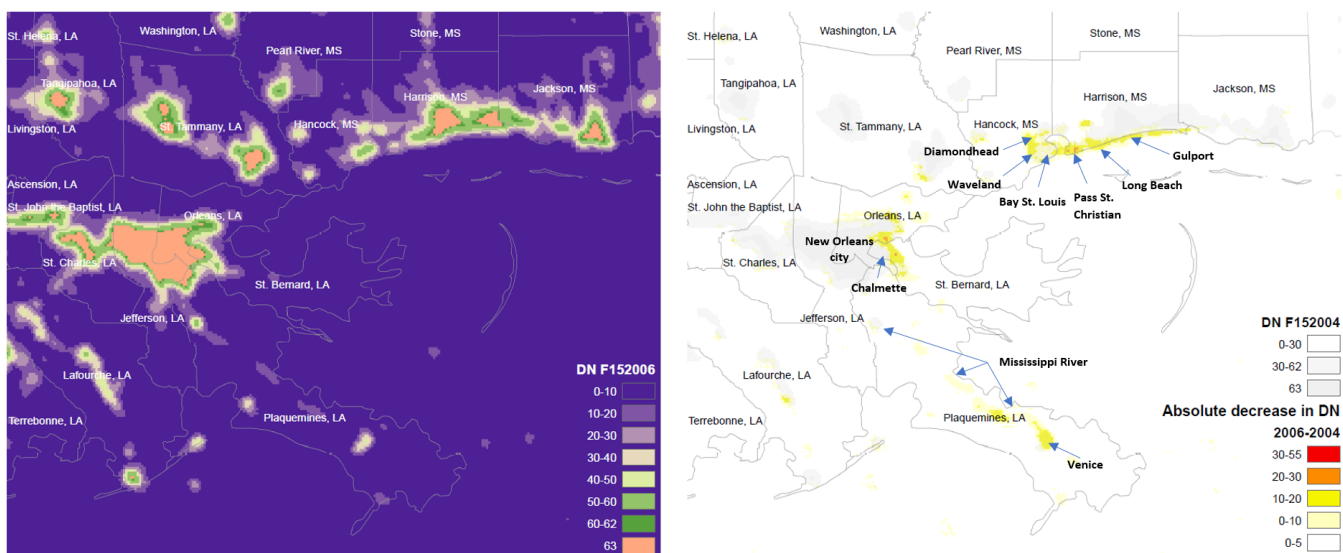 St. Helena, LA
Washington, LA
Stone, MS
Pearl River, MS
Tangipahoa, LA
Harrison, MS
Jackson, MS
Livingston, LA
St. Tammany, LA
Hancock, MS
Ascension, LA
St. John the Baptist, LA
Orleans, LA
St. Charles, LA
St. Bernard, LA
Jefferson, LA
Lafourche, LA
Terrebonne, LA
Plaquemines, LA
DN F152006
0-10
10-20
20-30
30-40
40-50
50-60
60-62
63
St. Helena, LA
Washington, LA
Stone, MS
Pearl River, MS
Tangipahoa, LA
Harrison, MS
Jackson, MS
Livingston, LA
St. Tammany, LA
Hancock, MS
Diamondhead
Gulport
Waveland
Bay St. Louis
Pass St.
Christian
Long Beach
Ascension, LA
St. John the Baptist, LA
Orleans, LA
New Orleans
city
St. Charles, LA
Chalmette
St. Bernard, LA
Jefferson, LA
Mississippi River
Lafourche, LA
Terrebonne, LA
Plaquemines, LA
Venice
DN F152004
0-30
30-62
63
Absolute decrease in DN
2006-2004
30-55
20-30
10-20
0-10
0-5